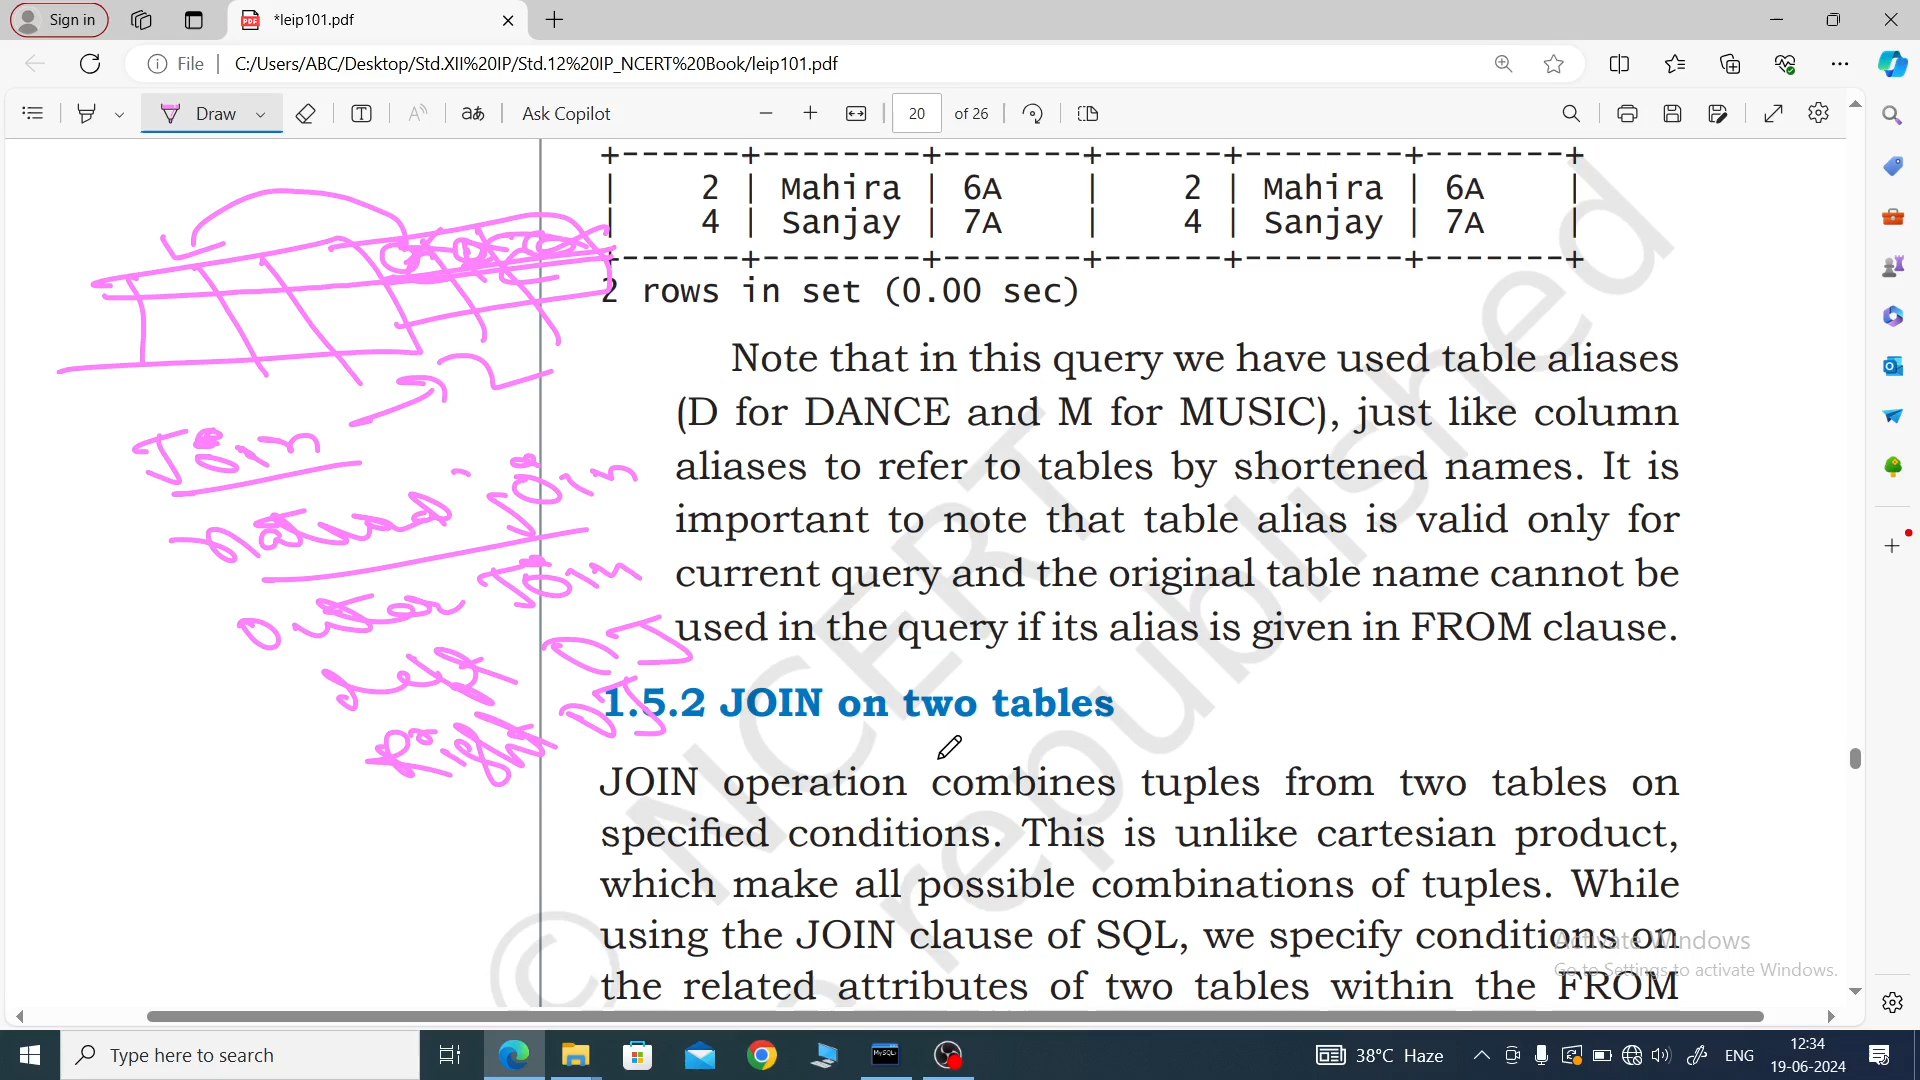 Sign in
*leip101.pdf
File
C:/Users/ABC/Desktop/Std.XII%20IP/Std.12%20IP_NCERT%20Book/leip101.pdf
Draw
T
A
aあ
Ask Copilot
20
of 26
+------+--------+-------+------+--------+-------+
| 2 | Mahira | 6A | 2 | Mahira | 6A |
| 4 | Sanjay | 7A | 4 | Sanjay | 7A |
+------+--------+-------+------+--------+-------+
2 rows in set (0.00 sec)
Note that in this query we have used table aliases
(D for DANCE and M for MUSIC), just like column
aliases to refer to tables by shortened names. It is
important to note that table alias is valid only for
current query and the original table name cannot be
used in the query if its alias is given in FROM clause.
Join
natural join
outer Join
Left OJ
Right OJ
1.5.2 JOIN on two tables
JOIN operation combines tuples from two tables on
specified conditions. This is unlike cartesian product,
which make all possible combinations of tuples. While
using the JOIN clause of SQL, we specify conditions on
the related attributes of two tables within the FROM
© NCERT
republished
Activate Windows
Go to Settings to activate Windows.
Type here to search
38°C Haze
ENG
12:34
19-06-2024